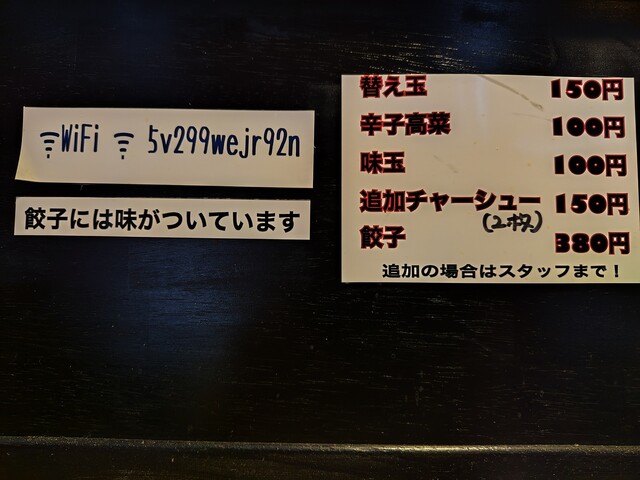 WiFi 5v299wejr92n
餃子には味がついています
替え玉 150円
辛子高菜 100円
味玉 100円
追加チャーシュー 150円
餃子 380円
追加の場合はスタッフまで！